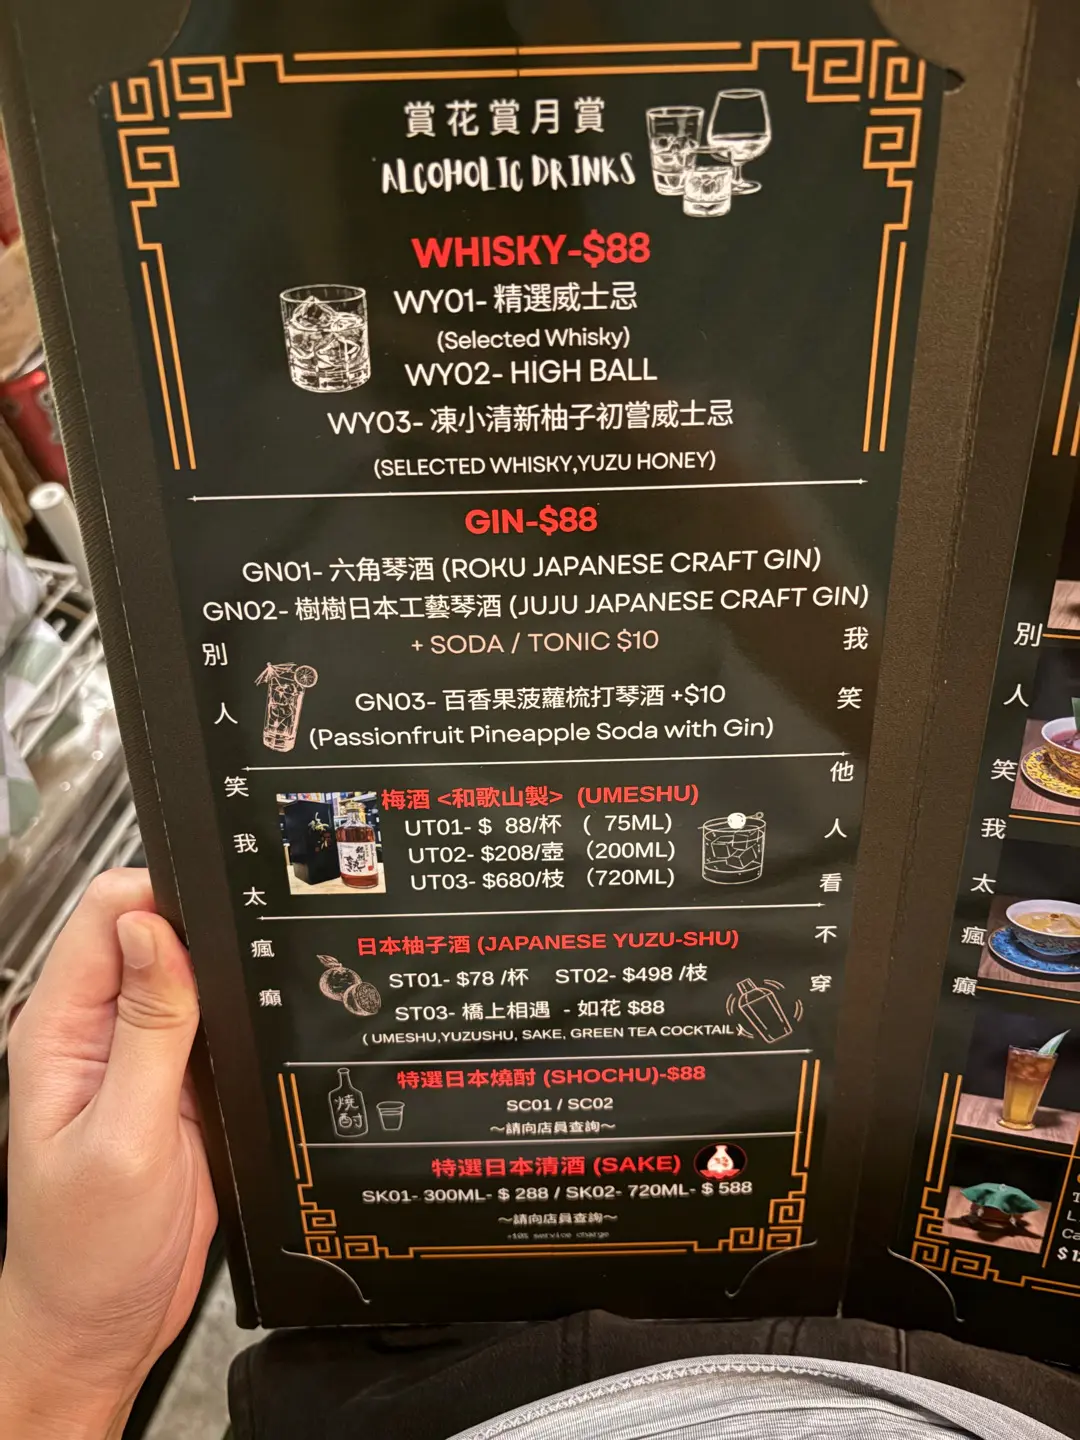 賞花賞月賞
ALCOHOLIC DRINKS
WHISKY-$88
WY01- 精選威士忌
(Selected Whisky)
WY02- HIGH BALL
WY03- 凍小清新柚子初嘗威士忌
(SELECTED WHISKY,YUZU HONEY)
GIN-$88
GN01- 六角琴酒 (ROKU JAPANESE CRAFT GIN)
GN02- 樹樹日本工藝琴酒 (JUJU JAPANESE CRAFT GIN)
+ SODA / TONIC $10
GN03- 百香果菠蘿梳打琴酒 +$10
(Passionfruit Pineapple Soda with Gin)
梅酒 <和歌山製> (UMESHU)
UT01- $ 88/杯 ( 75ML)
UT02- $208/壺 (200ML)
UT03- $680/枝 (720ML)
日本柚子酒 (JAPANESE YUZU-SHU)
ST01- $78 /杯 ST02- $498 /枝
ST03- 橋上相遇 - 如花 $88
( UMESHU,YUZUSHU, SAKE, GREEN TEA COCKTAIL )
特選日本燒酎 (SHOCHU)-$88
SC01 / SC02
～請向店員查詢～
燒酎
特選日本清酒 (SAKE)
SK01- 300ML- $ 288 / SK02- 720ML- $ 588
～請向店員查詢～
+10% service charge
別人笑我太瘋癲
我笑他人看不穿
別人笑我太瘋癲